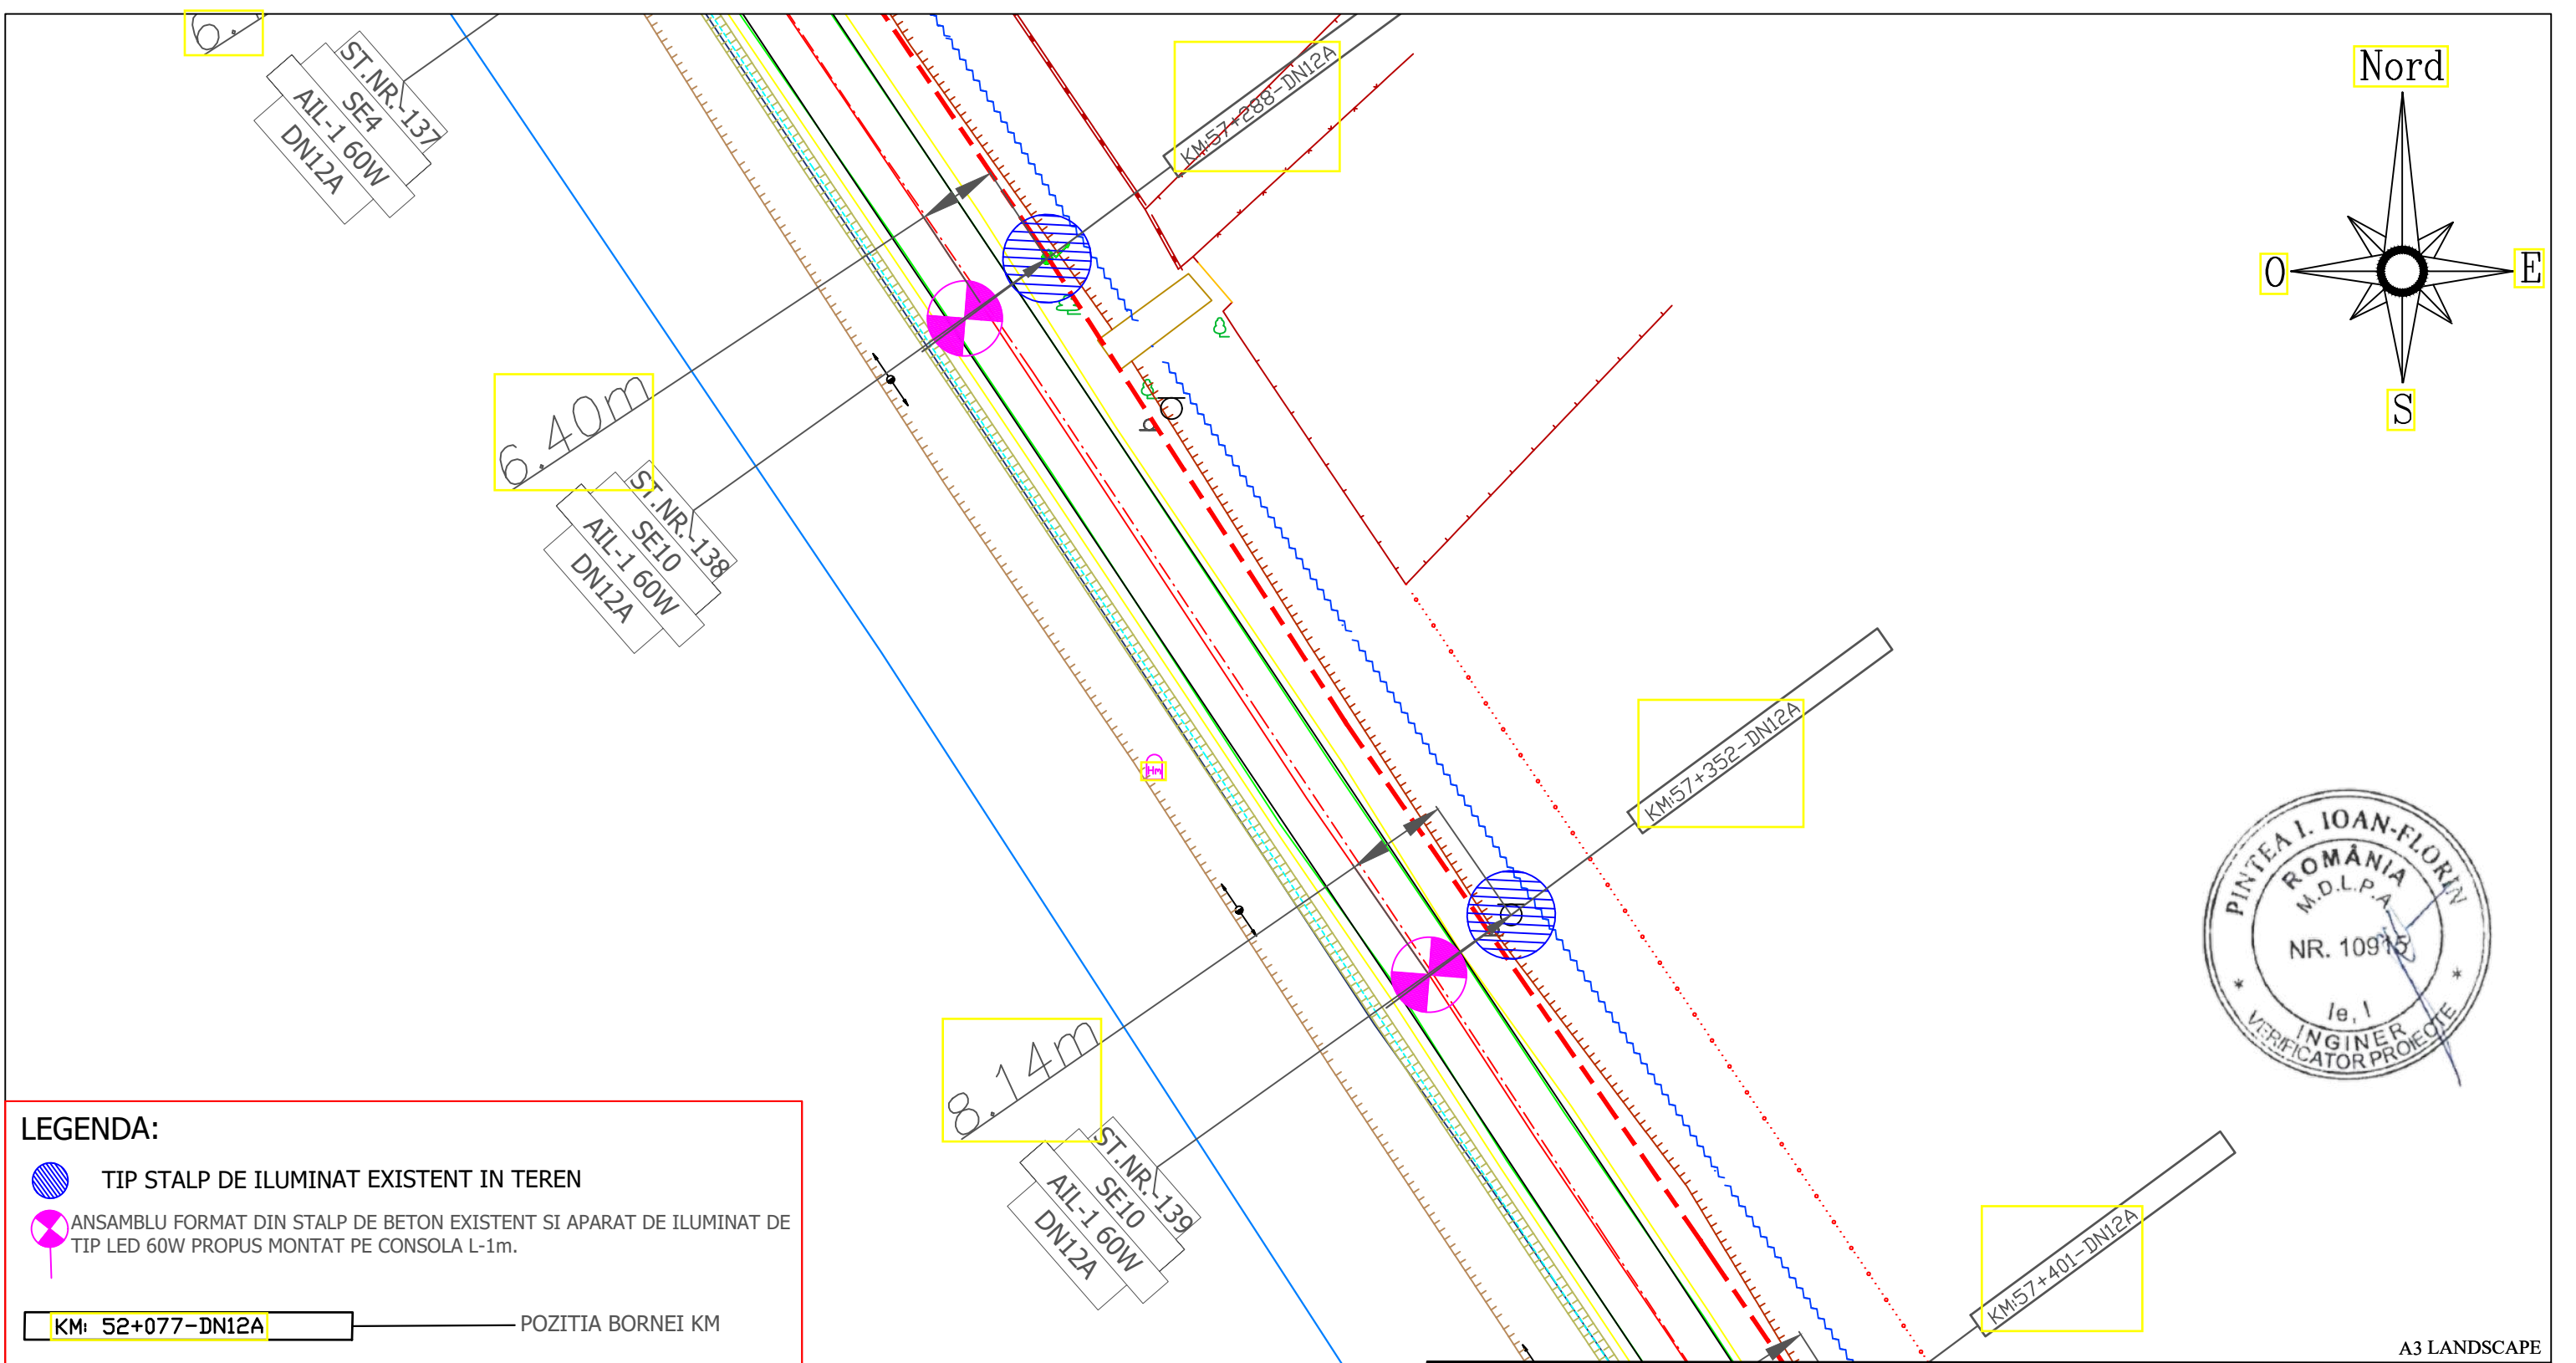 6.
ST.NR.-137
SE4
AIL-1 60W
DN12A
KM:57+288-DN12A
Nord
O
E
S
6.40m
ST.NR.-138
SE10
AIL-1 60W
DN12A
Hm
KM:57+352-DN12A
8.14m
ST.NR.-139
SE10
AIL-1 60W
DN12A
KM:57+401-DN12A
PINTEA I. IOAN-FLORIN
ROMÂNIA
M.D.L.P.A
NR. 10915
Ie, I
INGINER
VERIFICATOR PROIECTE
LEGENDA:
TIP STALP DE ILUMINAT EXISTENT IN TEREN
ANSAMBLU FORMAT DIN STALP DE BETON EXISTENT SI APARAT DE ILUMINAT DE
TIP LED 60W PROPUS MONTAT PE CONSOLA L-1m.
KM: 52+077-DN12A
POZITIA BORNEI KM
A3 LANDSCAPE